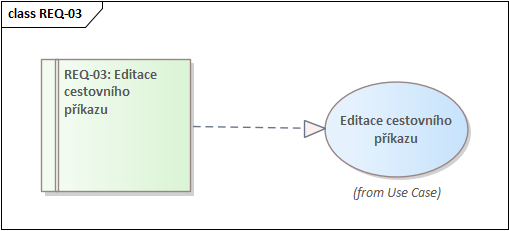 class REQ-03
REQ-03: Editace
cestovního
příkazu
Editace cestovního
příkazu
(from Use Case)